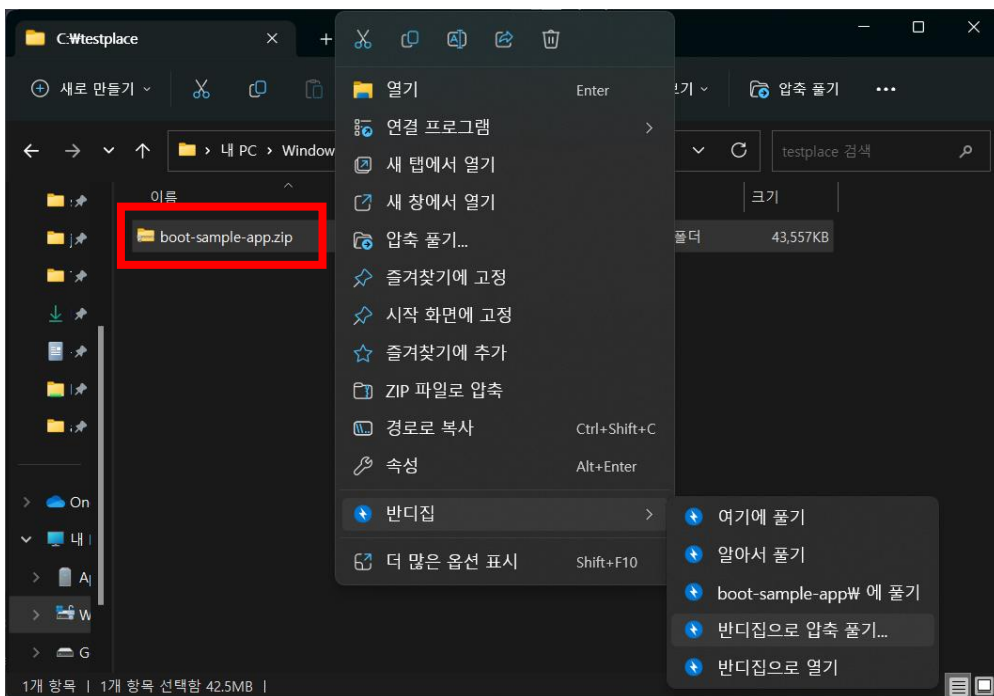 C:₩testplace
새로 만들기
압축 풀기
내 PC > Window
testplace 검색
이름
크기
boot-sample-app.zip
폴더
43,557KB
열기 Enter
연결 프로그램
새 탭에서 열기
새 창에서 열기
압축 풀기...
즐겨찾기에 고정
시작 화면에 고정
즐겨찾기에 추가
ZIP 파일로 압축
경로로 복사 Ctrl+Shift+C
속성 Alt+Enter
반디집
더 많은 옵션 표시 Shift+F10
여기에 풀기
알아서 풀기
boot-sample-app₩ 에 풀기
반디집으로 압축 풀기...
반디집으로 열기
On
내
W
G
1개 항목 | 1개 항목 선택함 42.5MB |